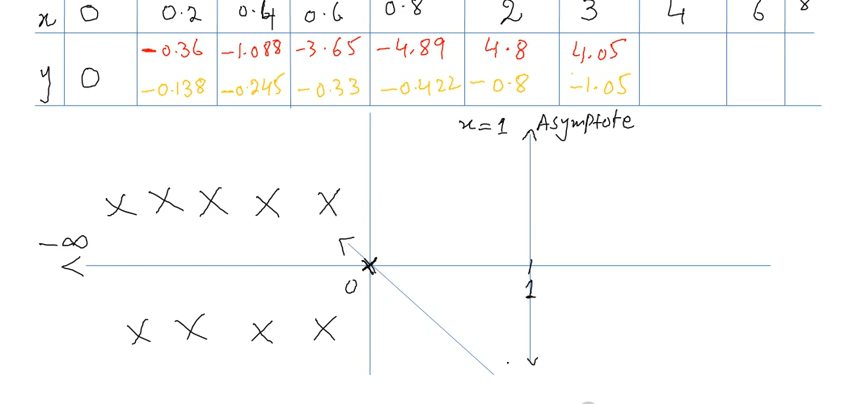 x 0 0.2 0.4 0.6 0.8 2 3 4 6 8
-0.36 -1.088 -3.65 -4.89 4.8 4.05
y 0
-0.138 -0.245 -0.33 -0.422 -0.8 -1.05
x=1 Asymptote
x x x x x
-∞
0 1
x x x x